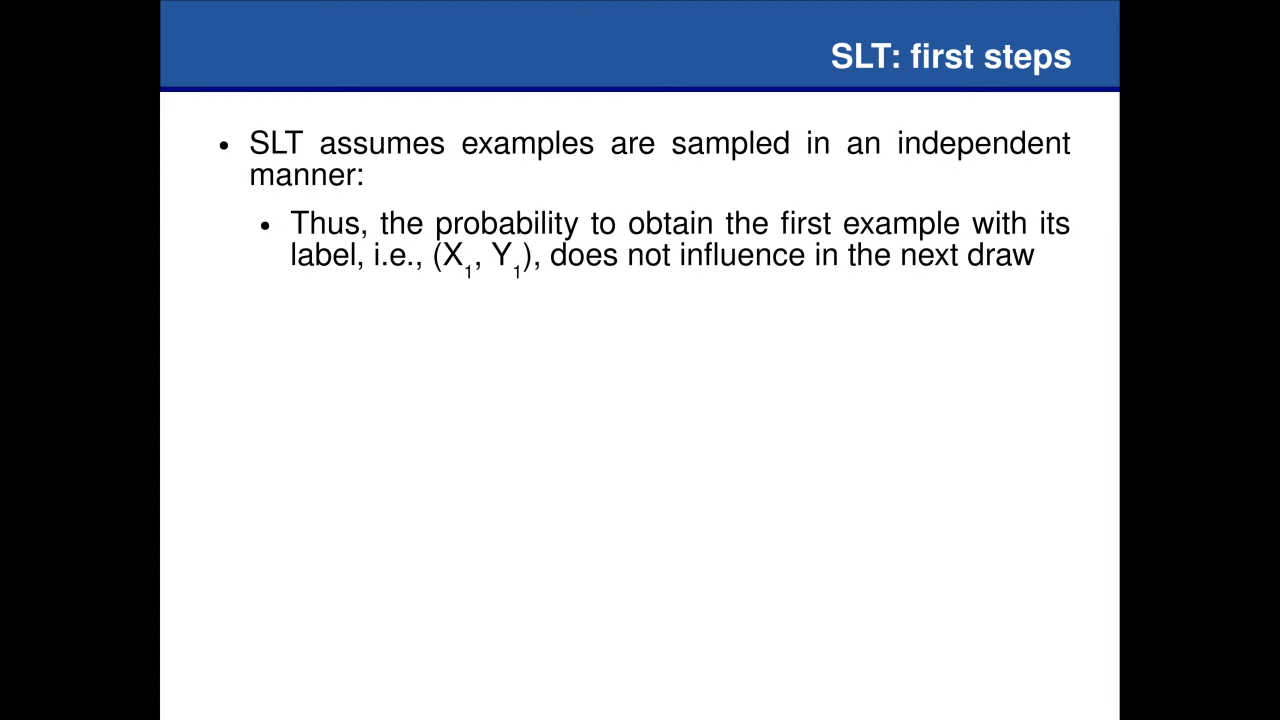 SLT: first steps
• SLT assumes examples are sampled in an independent
manner:
• Thus, the probability to obtain the first example with its
label, i.e., (X₁, Y₁), does not influence in the next draw